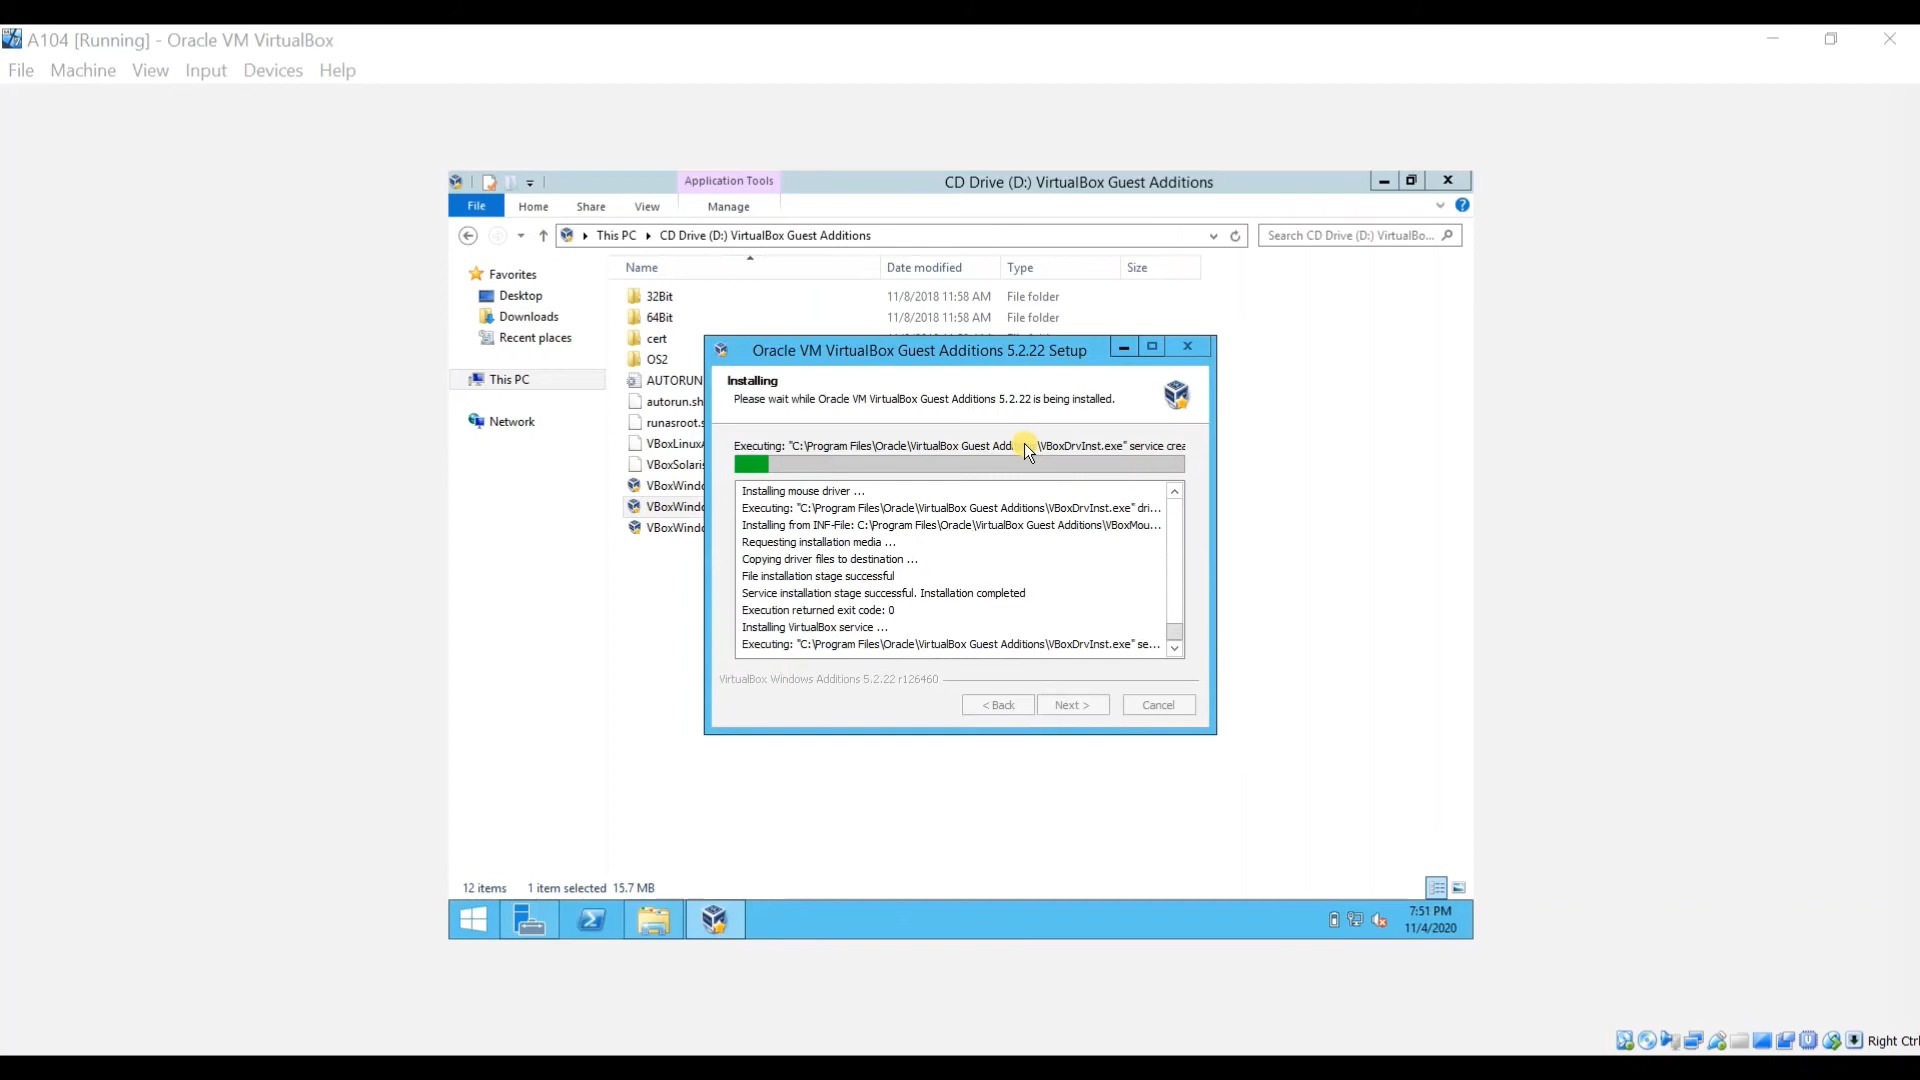 A104 [Running] - Oracle VM VirtualBox
File Machine View Input Devices Help
Application Tools
CD Drive (D:) VirtualBox Guest Additions
File Home Share View Manage
This PC CD Drive (D:) VirtualBox Guest Additions
Search CD Drive (D:) VirtualBo...
Name Date modified Type Size
Favorites
Desktop
Downloads
Recent places
This PC
Network
32Bit 11/8/2018 11:58 AM File folder
64Bit 11/8/2018 11:58 AM File folder
cert
OS2
AUTORUN
autorun.sh
runasroot.s
VBoxLinux
VBoxSolaris
VBoxWindo
VBoxWindo
VBoxWindo
Oracle VM VirtualBox Guest Additions 5.2.22 Setup
Installing
Please wait while Oracle VM VirtualBox Guest Additions 5.2.22 is being installed.
Executing: "C:\Program Files\Oracle\VirtualBox Guest Add \VBoxDrvInst.exe" service crea
Installing mouse driver ...
Executing: "C:\Program Files\Oracle\VirtualBox Guest Additions\VBoxDrvInst.exe" dri...
Installing from INF-File: C:\Program Files\Oracle\VirtualBox Guest Additions\VBoxMou...
Requesting installation media ...
Copying driver files to destination ...
File installation stage successful
Service installation stage successful. Installation completed
Execution returned exit code: 0
Installing VirtualBox service ...
Executing: "C:\Program Files\Oracle\VirtualBox Guest Additions\VBoxDrvInst.exe" se...
VirtualBox Windows Additions 5.2.22 r126460
< Back Next > Cancel
12 items 1 item selected 15.7 MB
7:51 PM
11/4/2020
Right Ctrl